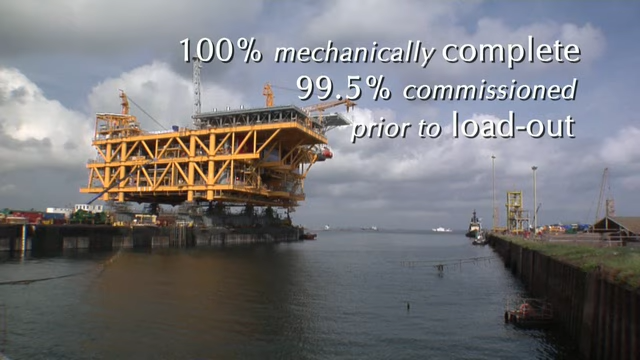 100% mechanically complete
99.5% commissioned
prior to load-out